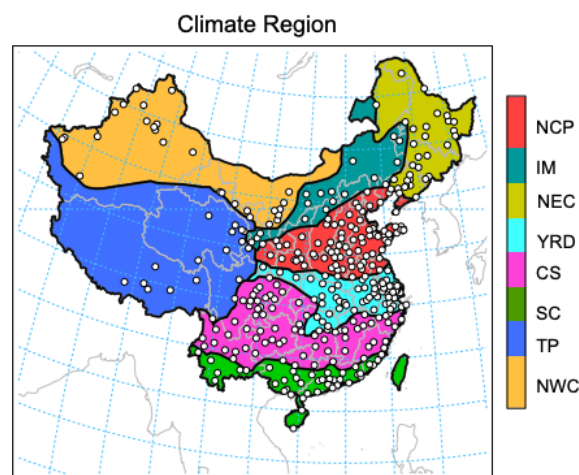 Climate Region
NCP
IM
NEC
YRD
CS
SC
TP
NWC